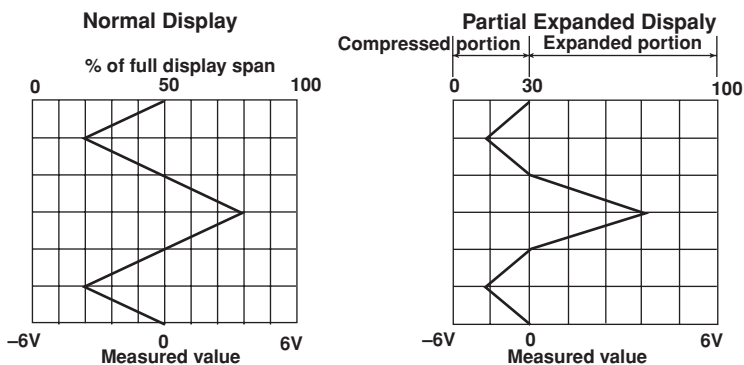 Normal Display
% of full display span
0 50 100
–6V 0 6V
Measured value
Partial Expanded Dispaly
Compressed portion Expanded portion
0 30 100
–6V 0 6V
Measured value